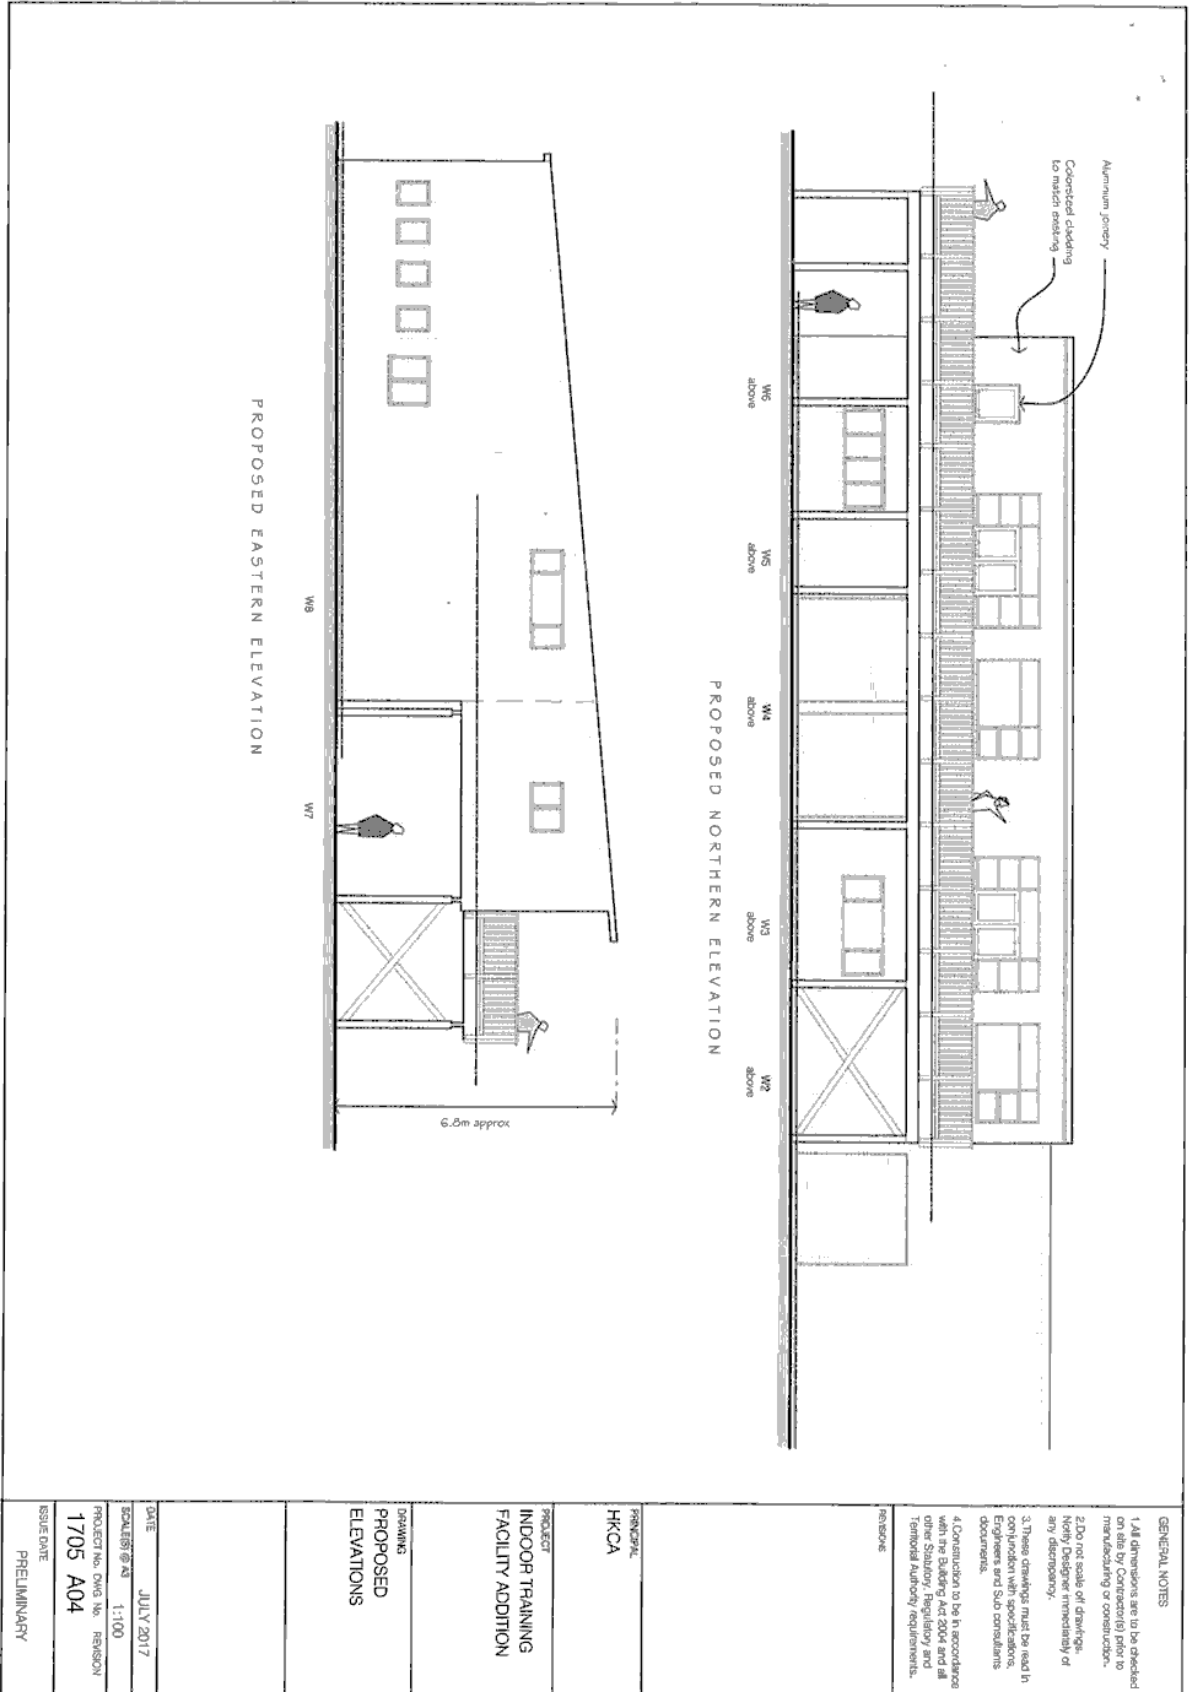 Aluminium joinery
Colorsteel cladding
to match existing
W6
above
W5
above
W4
above
W3
above
W2
above
PROPOSED NORTHERN ELEVATION
6.8m approx
W8
W7
PROPOSED EASTERN ELEVATION
GENERAL NOTES
1.All dimensions are to be checked
on site by Contractor(s) prior to
manufacturing or construction.
2.Do not scale off drawings.
Notify Designer immediately of
any discrepancy.
3.These drawings must be read in
conjunction with specifications,
Engineers and Sub consultants
documents.
4.Construction to be in accordance
with the Building Act 2004 and all
other Statutory, Regulatory and
Territorial Authority requirements.
REVISIONS
PRINCIPAL
HKCA
PROJECT
INDOOR TRAINING
FACILITY ADDITION
DRAWING
PROPOSED
ELEVATIONS
DATE JULY 2017
SCALE(S) @ A3 1:100
PROJECT No. DWG No. REVISION
1705 A04
ISSUE DATE
PRELIMINARY